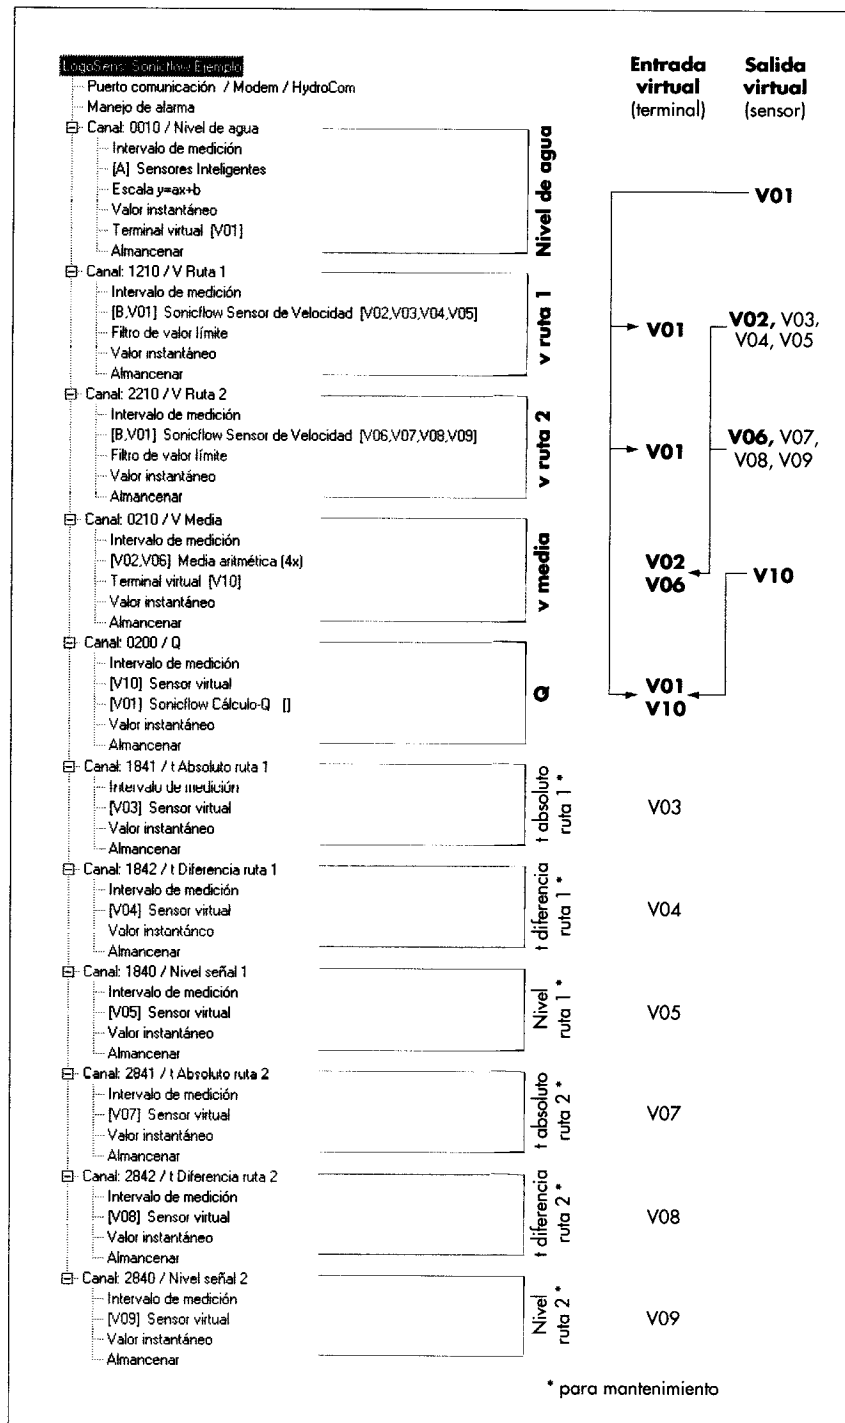 LogoSens: Sonicflow Ejemplo
Entrada virtual (terminal)
Salida virtual (sensor)
Puerto comunicación / Modem / HydroCom
Manejo de alarma
Canal: 0010 / Nivel de agua
Intervalo de medición
[A] Sensores Inteligentes
Escala y=ax+b
Valor instantáneo
Terminal virtual [V01]
Almancenar
Nivel de agua
V01
Canal: 1210 / V Ruta 1
Intervalo de medición
[B,V01] Sonicflow Sensor de Velocidad [V02,V03,V04,V05]
Filtro de valor límite
Valor instantáneo
Almancenar
v ruta 1
V01
V02, V03,
V04, V05
Canal: 2210 / V Ruta 2
Intervalo de medición
[B,V01] Sonicflow Sensor de Velocidad [V06,V07,V08,V09]
Filtro de valor límite
Valor instantáneo
Almancenar
v ruta 2
V01
V06, V07,
V08, V09
Canal: 0210 / V Media
Intervalo de medición
[V02,V06] Media aritmética (4x)
Terminal virtual [V10]
Valor instantáneo
Almancenar
v media
V02
V06
V10
Canal: 0200 / Q
Intervalo de medición
[V10] Sensor virtual
[V01] Sonicflow Cálculo-Q []
Valor instantáneo
Almancenar
Q
V01
V10
Canal: 1841 / t Absoluto ruta 1
Intervalo de medición
[V03] Sensor virtual
Valor instantáneo
Almancenar
t absoluto
ruta 1 *
V03
Canal: 1842 / t Diferencia ruta 1
Intervalo de medición
[V04] Sensor virtual
Valor instantánco
Almancenar
t diferencia
ruta 1 *
V04
Canal: 1840 / Nivel señal 1
Intervalo de medición
[V05] Sensor virtual
Valor instantáneo
Almancenar
Nivel
ruta 1 *
V05
Canal: 2841 / t Absoluto ruta 2
Intervalo de medición
[V07] Sensor virtual
Valor instantáneo
Almancenar
t absoluto
ruta 2 *
V07
Canal: 2842 / t Diferencia ruta 2
Intervalo de medición
[V08] Sensor virtual
Valor instantáneo
Almancenar
t diferencia
ruta 2 *
V08
Canal: 2840 / Nivel señal 2
Intervalo de medición
[V09] Sensor virtual
Valor instantáneo
Almancenar
Nivel
ruta 2 *
V09
* para mantenimiento